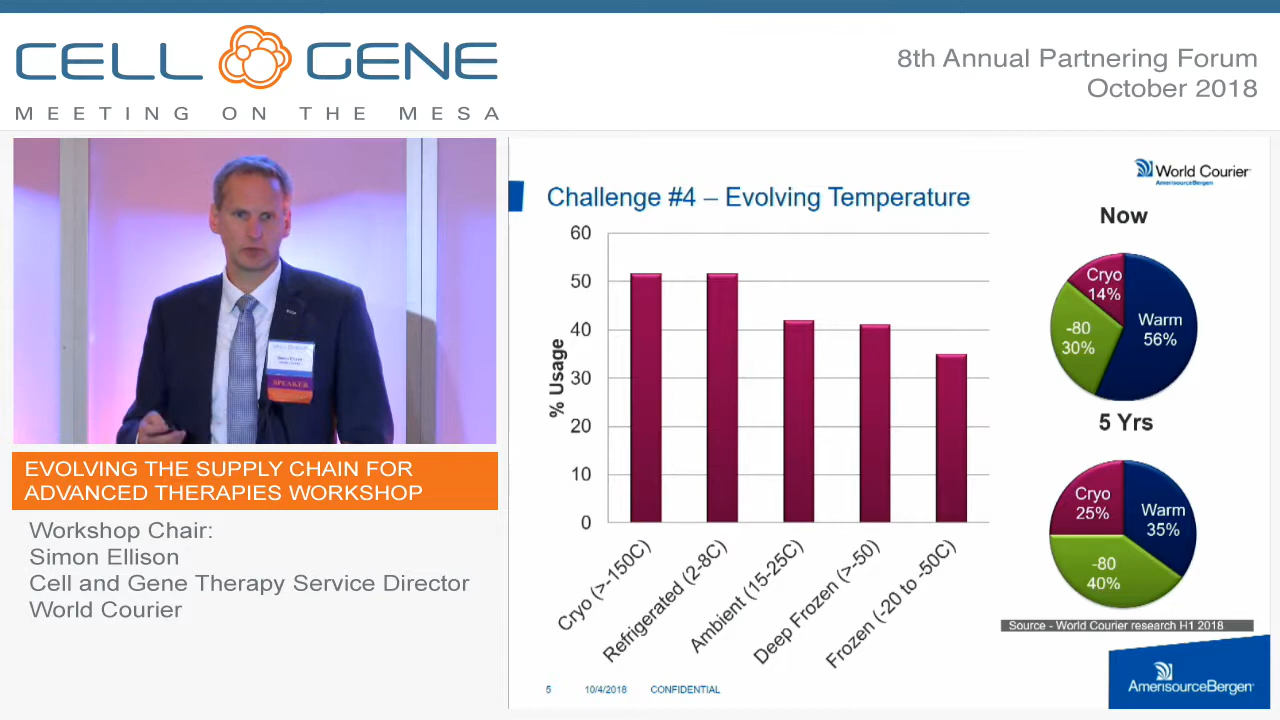 CELL GENE
MEETING ON THE MESA
8th Annual Partnering Forum
October 2018
SPEAKER
EVOLVING THE SUPPLY CHAIN FOR
ADVANCED THERAPIES WORKSHOP
Workshop Chair:
Simon Ellison
Cell and Gene Therapy Service Director
World Courier
World Courier
AmerisourceBergen
Challenge #4 – Evolving Temperature
% Usage
60
50
40
30
20
10
0
Cryo (>-150C)
Refrigerated (2-8C)
Ambient (15-25C)
Deep Frozen (>-50)
Frozen (-20 to -50C)
Now
Cryo
14%
Warm
56%
-80
30%
5 Yrs
Cryo
25%
Warm
35%
-80
40%
Source - World Courier research H1 2018
5 10/4/2018 CONFIDENTIAL
AmerisourceBergen